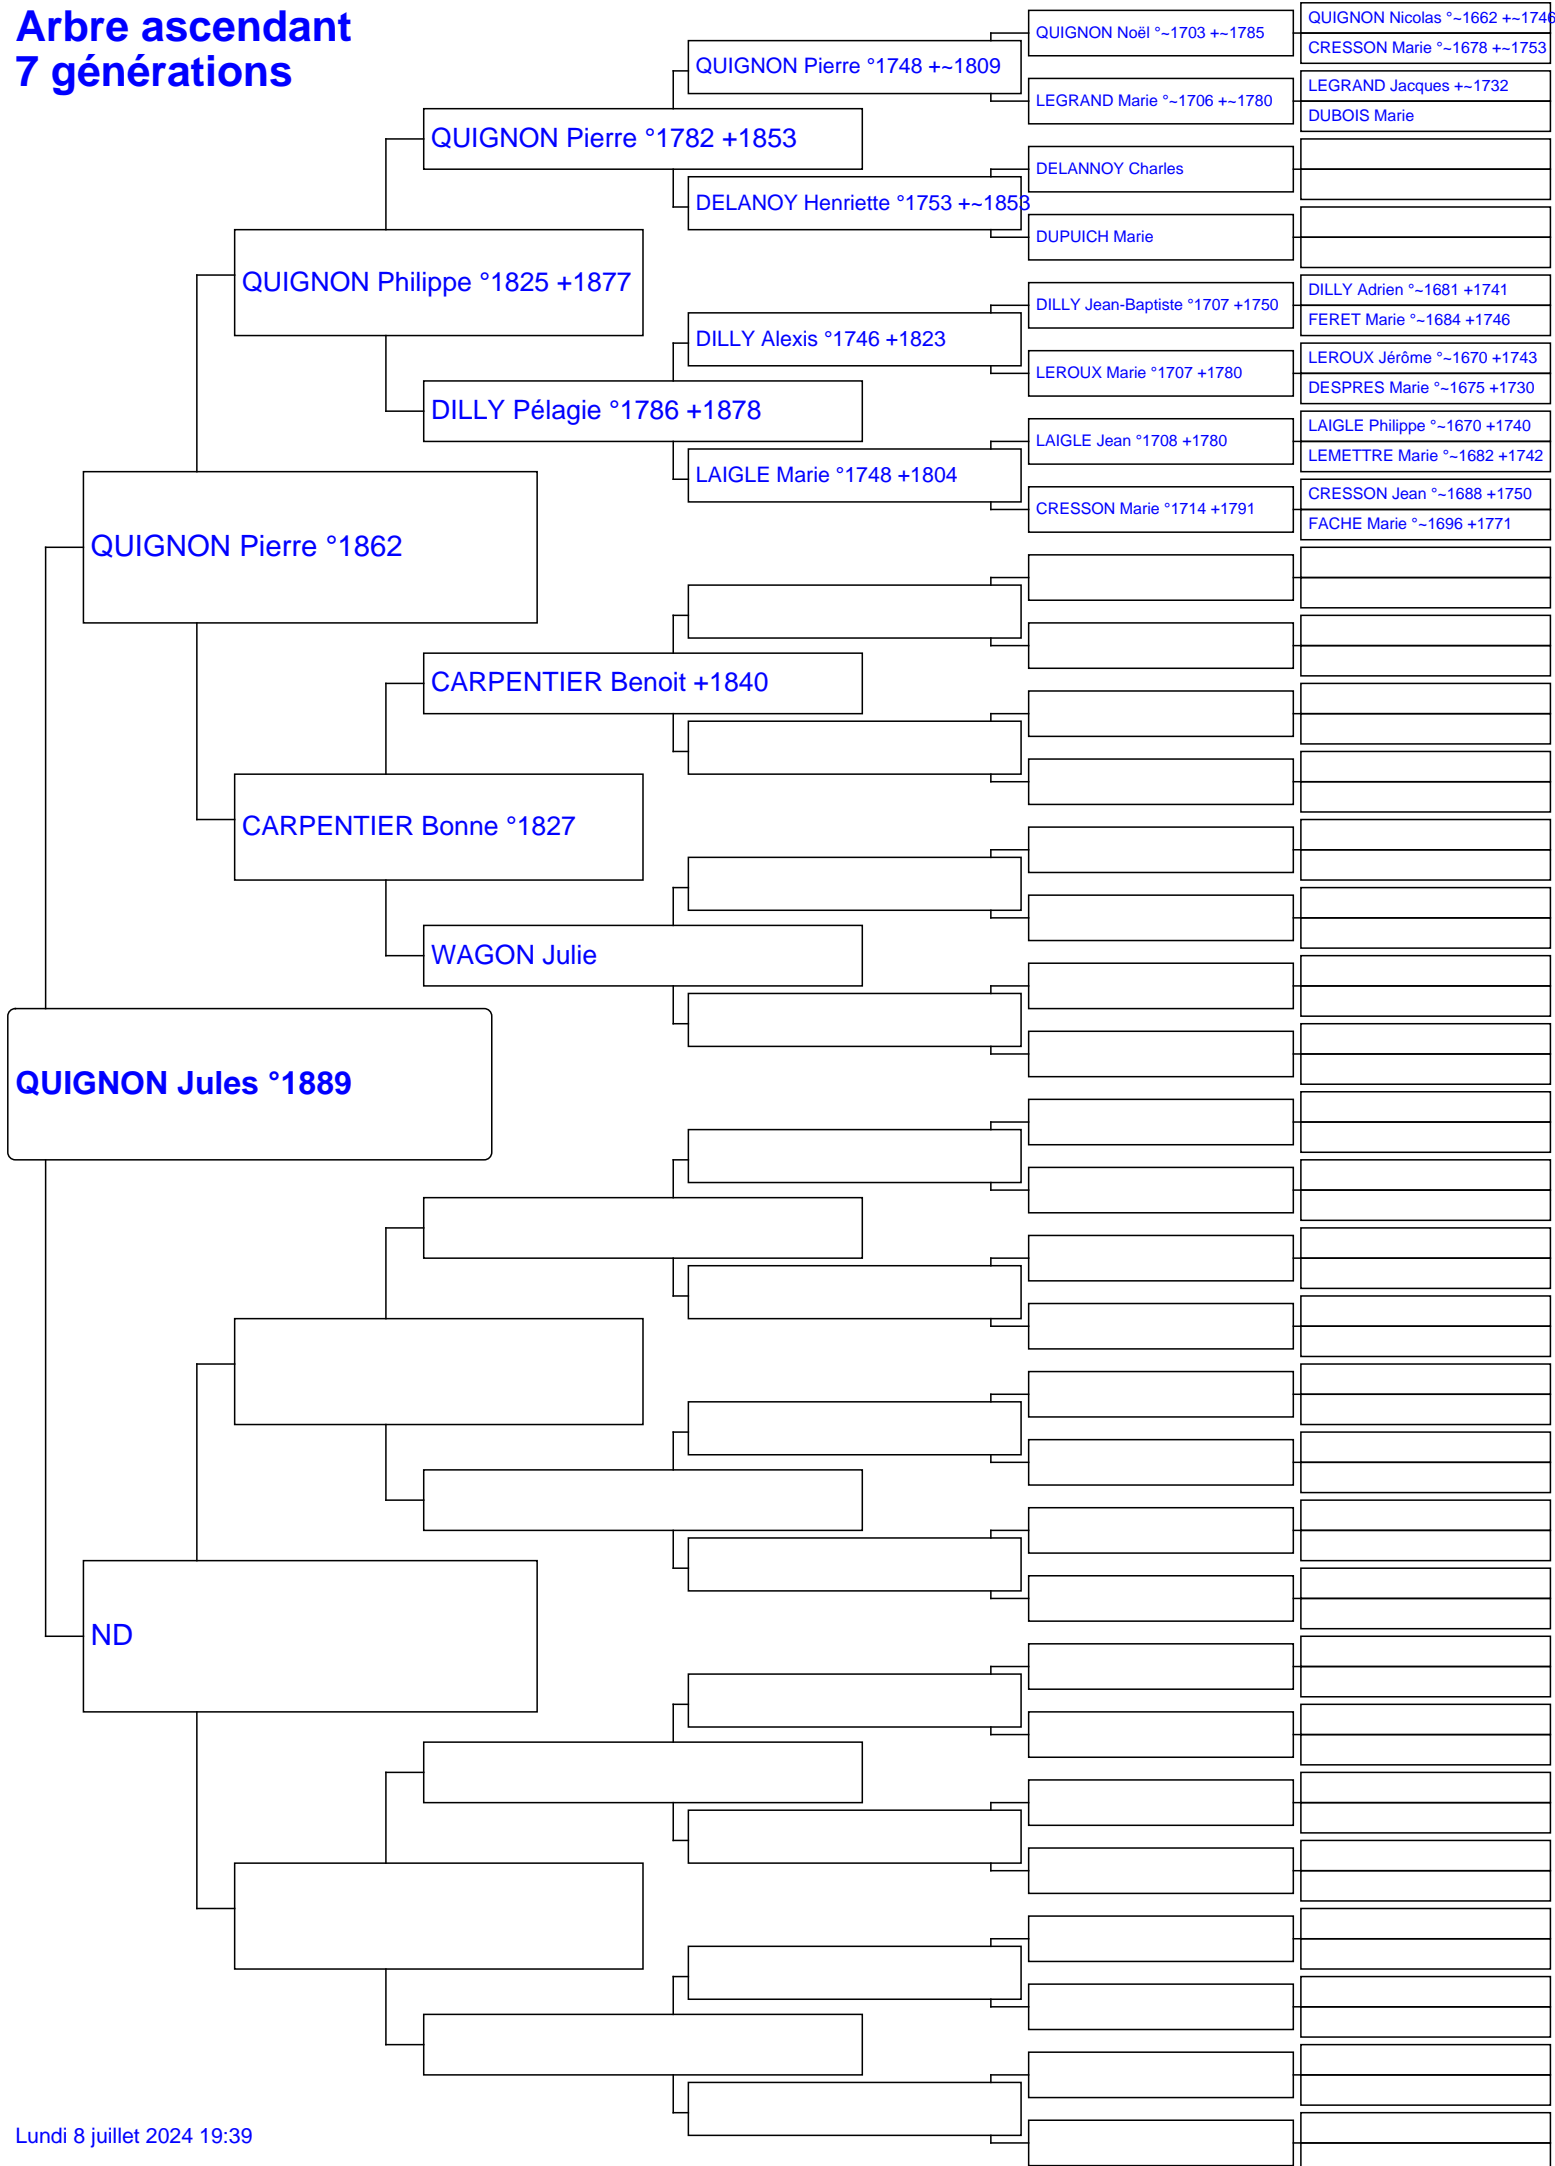 Arbre ascendant
7 générations
QUIGNON Nicolas °~1662 +~1746
QUIGNON Noël °~1703 +~1785
CRESSON Marie °~1678 +~1753
QUIGNON Pierre °1748 +~1809
LEGRAND Jacques +~1732
LEGRAND Marie °~1706 +~1780
DUBOIS Marie
QUIGNON Pierre °1782 +1853
DELANNOY Charles
DELANOY Henriette °1753 +~1853
DUPUICH Marie
QUIGNON Philippe °1825 +1877
DILLY Adrien °~1681 +1741
DILLY Jean-Baptiste °1707 +1750
FERET Marie °~1684 +1746
DILLY Alexis °1746 +1823
LEROUX Jérôme °~1670 +1743
LEROUX Marie °1707 +1780
DESPRES Marie °~1675 +1730
DILLY Pélagie °1786 +1878
LAIGLE Philippe °~1670 +1740
LAIGLE Jean °1708 +1780
LEMETTRE Marie °~1682 +1742
LAIGLE Marie °1748 +1804
CRESSON Jean °~1688 +1750
CRESSON Marie °1714 +1791
FACHE Marie °~1696 +1771
QUIGNON Pierre °1862
CARPENTIER Benoit +1840
CARPENTIER Bonne °1827
WAGON Julie
QUIGNON Jules °1889
ND
Lundi 8 juillet 2024 19:39